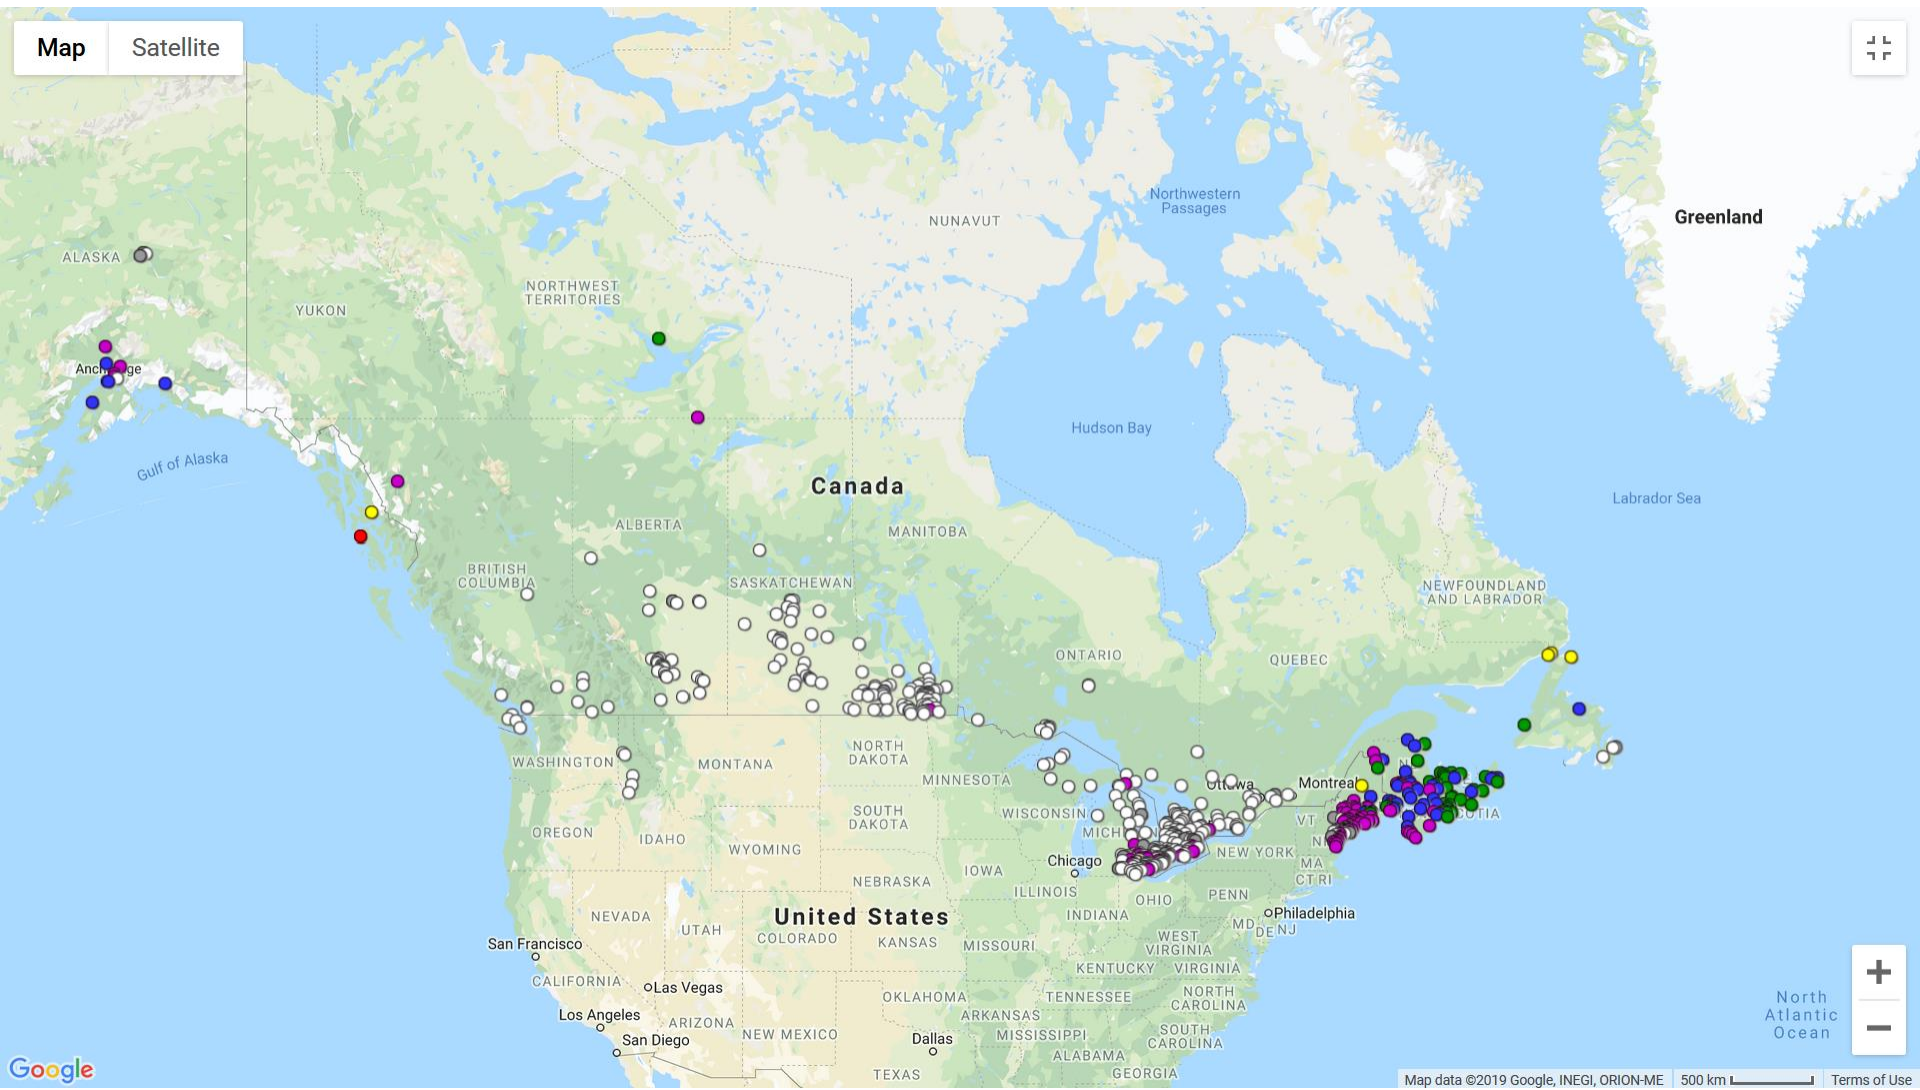 Map
Satellite
Northwestern
Passages
NUNAVUT
Greenland
ALASKA
NORTHWEST
TERRITORIES
YUKON
Hudson Bay
Gulf of Alaska
Canada
Labrador Sea
ALBERTA
MANITOBA
BRITISH
COLUMBIA
SASKATCHEWAN
NEWFOUNDLAND
AND LABRADOR
ONTARIO
QUEBEC
NORTH
DAKOTA
WASHINGTON
MONTANA
MINNESOTA
Ottawa
Montreal
SOUTH
DAKOTA
WISCONSIN
VT
OREGON
IDAHO
WYOMING
Chicago
NEW YORK
MA
CT RI
IOWA
NEBRASKA
ILLINOIS
OHIO
PENN
NEVADA
UTAH
United States
INDIANA
Philadelphia
MD
DE
NJ
COLORADO
KANSAS
MISSOURI
WEST
VIRGINIA
San Francisco
KENTUCKY
VIRGINIA
CALIFORNIA
Las Vegas
OKLAHOMA
TENNESSEE
NORTH
CAROLINA
Los Angeles
ARIZONA
NEW MEXICO
ARKANSAS
MISSISSIPPI
SOUTH
CAROLINA
North
Atlantic
Ocean
San Diego
Dallas
ALABAMA
TEXAS
GEORGIA
Google
Map data ©2019 Google, INEGI, ORION-ME
500 km
Terms of Use